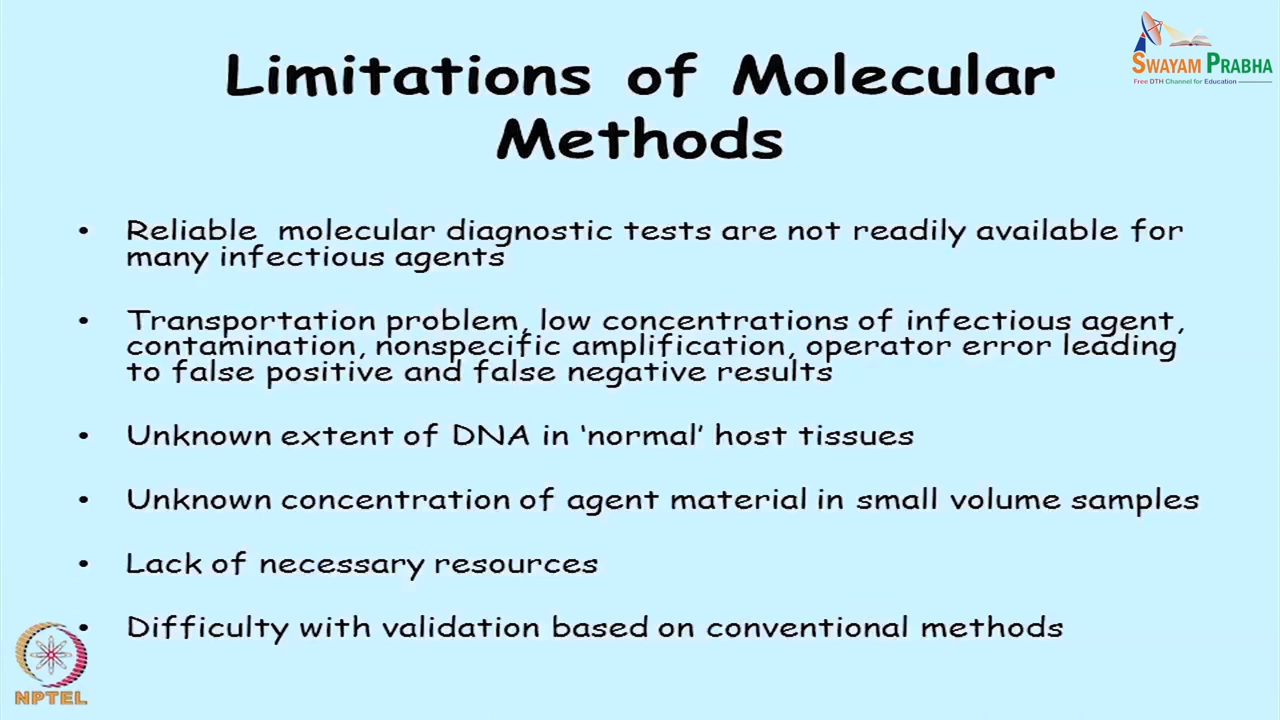 SWAYAM PRABHA
Free DTH Channel for Education
Limitations of Molecular
Methods
• Reliable molecular diagnostic tests are not readily available for
many infectious agents
• Transportation problem, low concentrations of infectious agent,
contamination, nonspecific amplification, operator error leading
to false positive and false negative results
• Unknown extent of DNA in ‘normal’ host tissues
• Unknown concentration of agent material in small volume samples
• Lack of necessary resources
• Difficulty with validation based on conventional methods
NPTEL